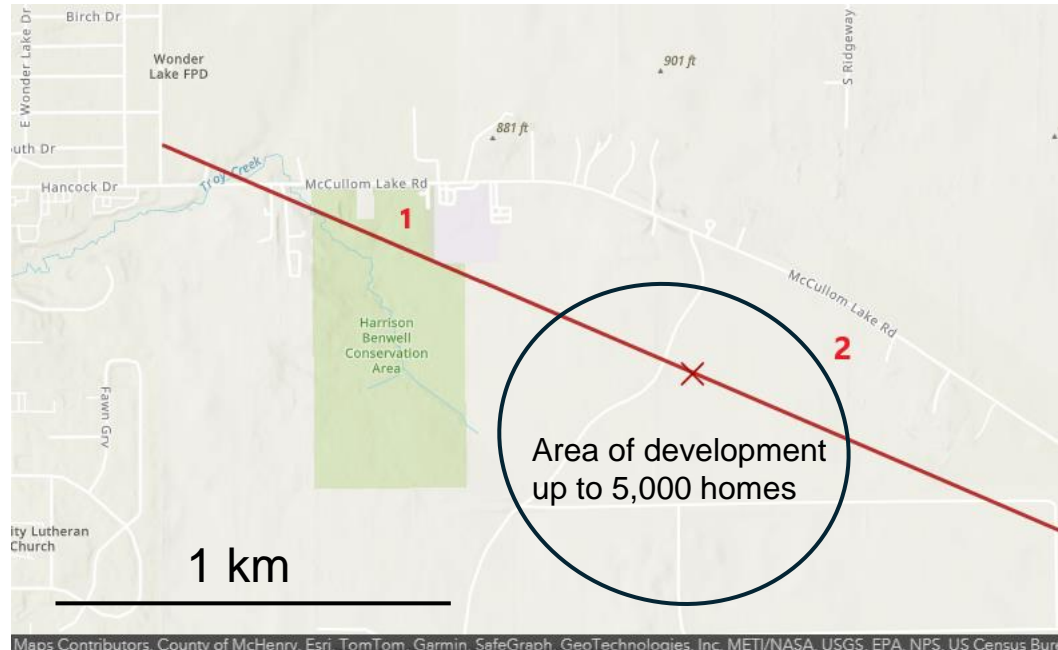 Birch Dr
E Wonder Lake Dr
Wonder
Lake FPD
901 ft
S Ridgeway
881 ft
uth Dr
Troy Creek
Hancock Dr
McCullom Lake Rd
1
McCullom Lake Rd
Harrison
Benwell
Conservation
Area
2
Fawn Grv
Area of development
up to 5,000 homes
ity Lutheran
Church
1 km
Maps Contributors, County of McHenry, Esri, TomTom, Garmin, SafeGraph, GeoTechnologies, Inc, METI/NASA, USGS, EPA, NPS, US Census Bur